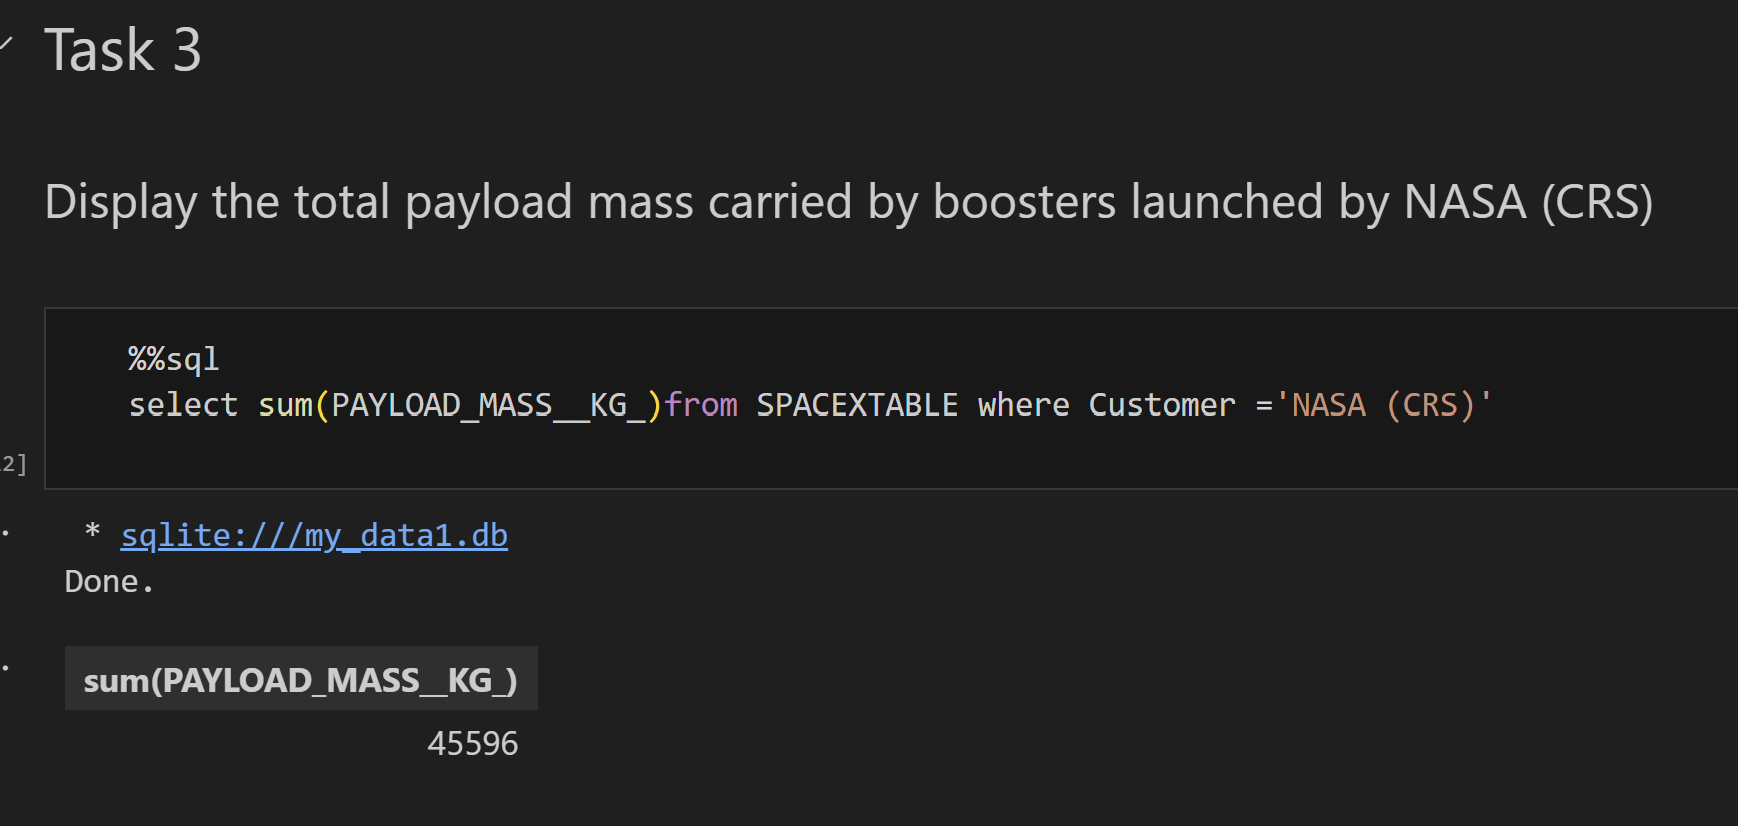 Task 3
Display the total payload mass carried by boosters launched by NASA (CRS)
%%sql
select sum(PAYLOAD_MASS__KG_)from SPACEXTABLE where Customer ='NASA (CRS)'
2]
* sqlite:///my_data1.db
Done.
sum(PAYLOAD_MASS__KG_)
45596